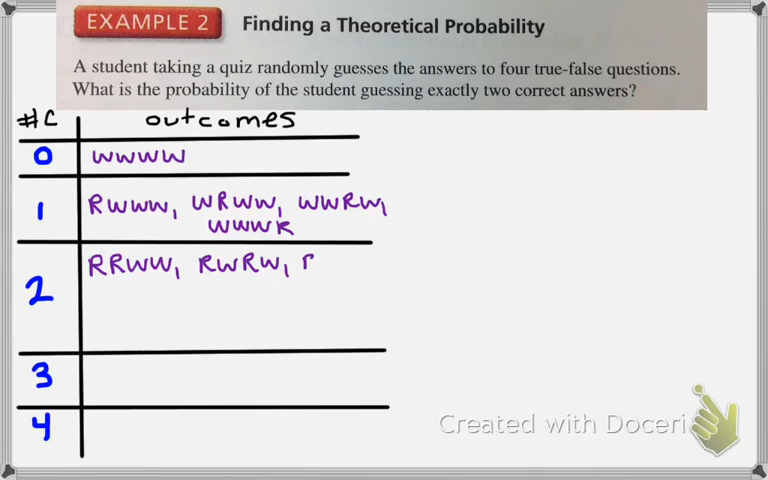 EXAMPLE 2 Finding a Theoretical Probability
A student taking a quiz randomly guesses the answers to four true-false questions.
What is the probability of the student guessing exactly two correct answers?
#C outcomes
0 WWWW
1 RWWW, WRWW, WWRW,
WWWR
2 RRWW, RWRW,
3
4
Created with Doceri